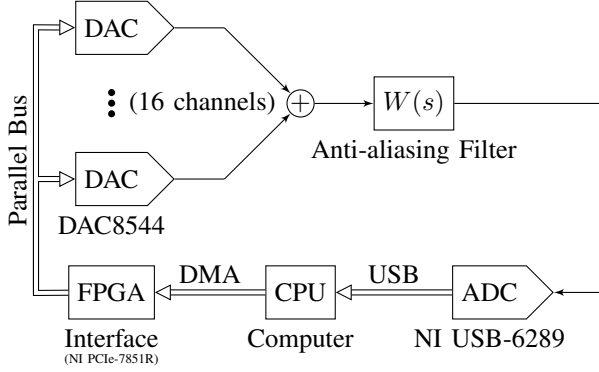 DAC
(16 channels)
+
W(s)
Anti-aliasing Filter
Parallel Bus
DAC
DAC8544
DMA
USB
FPGA
CPU
ADC
Interface
(NI PCIe-7851R)
Computer
NI USB-6289